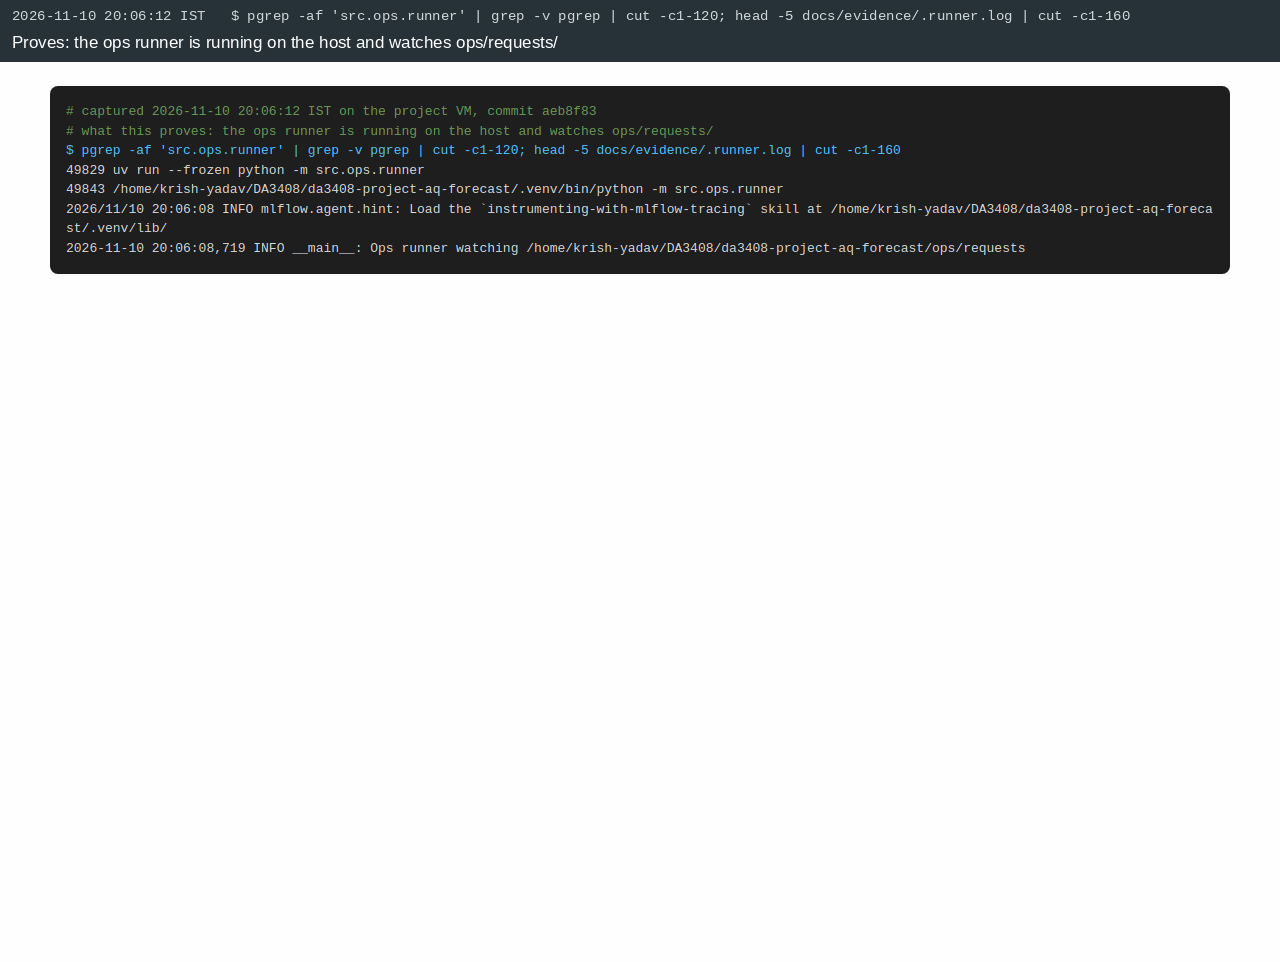 2026-11-10 20:06:12 IST   $ pgrep -af 'src.ops.runner' | grep -v pgrep | cut -c1-120; head -5 docs/evidence/.runner.log | cut -c1-160
Proves: the ops runner is running on the host and watches ops/requests/
# captured 2026-11-10 20:06:12 IST on the project VM, commit aeb8f83
# what this proves: the ops runner is running on the host and watches ops/requests/
$ pgrep -af 'src.ops.runner' | grep -v pgrep | cut -c1-120; head -5 docs/evidence/.runner.log | cut -c1-160
49829 uv run --frozen python -m src.ops.runner
49843 /home/krish-yadav/DA3408/da3408-project-aq-forecast/.venv/bin/python -m src.ops.runner
2026/11/10 20:06:08 INFO mlflow.agent.hint: Load the `instrumenting-with-mlflow-tracing` skill at /home/krish-yadav/DA3408/da3408-project-aq-foreca
st/.venv/lib/
2026-11-10 20:06:08,719 INFO __main__: Ops runner watching /home/krish-yadav/DA3408/da3408-project-aq-forecast/ops/requests